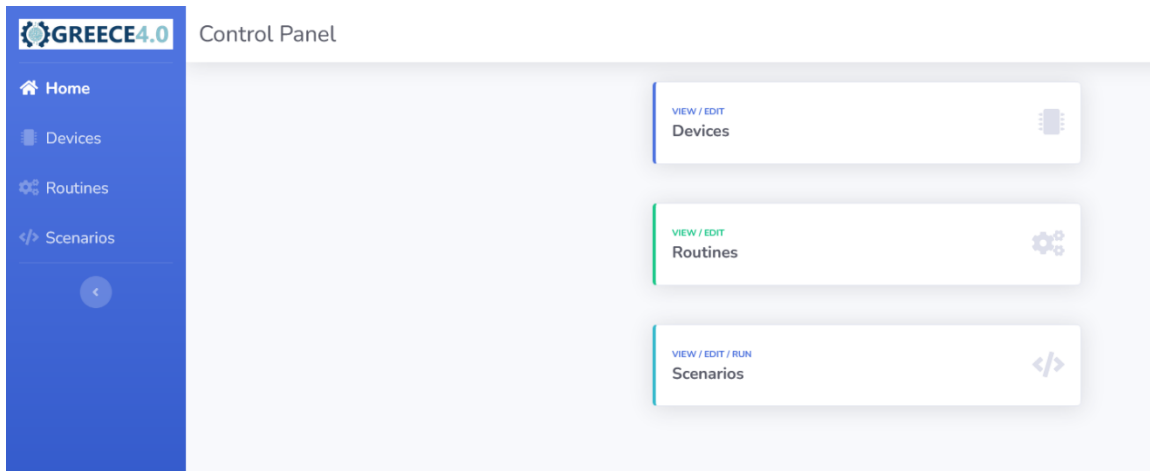 GREECE4.0
Control Panel
Home
Devices
Routines
Scenarios
VIEW / EDIT
Devices
VIEW / EDIT
Routines
VIEW / EDIT / RUN
Scenarios